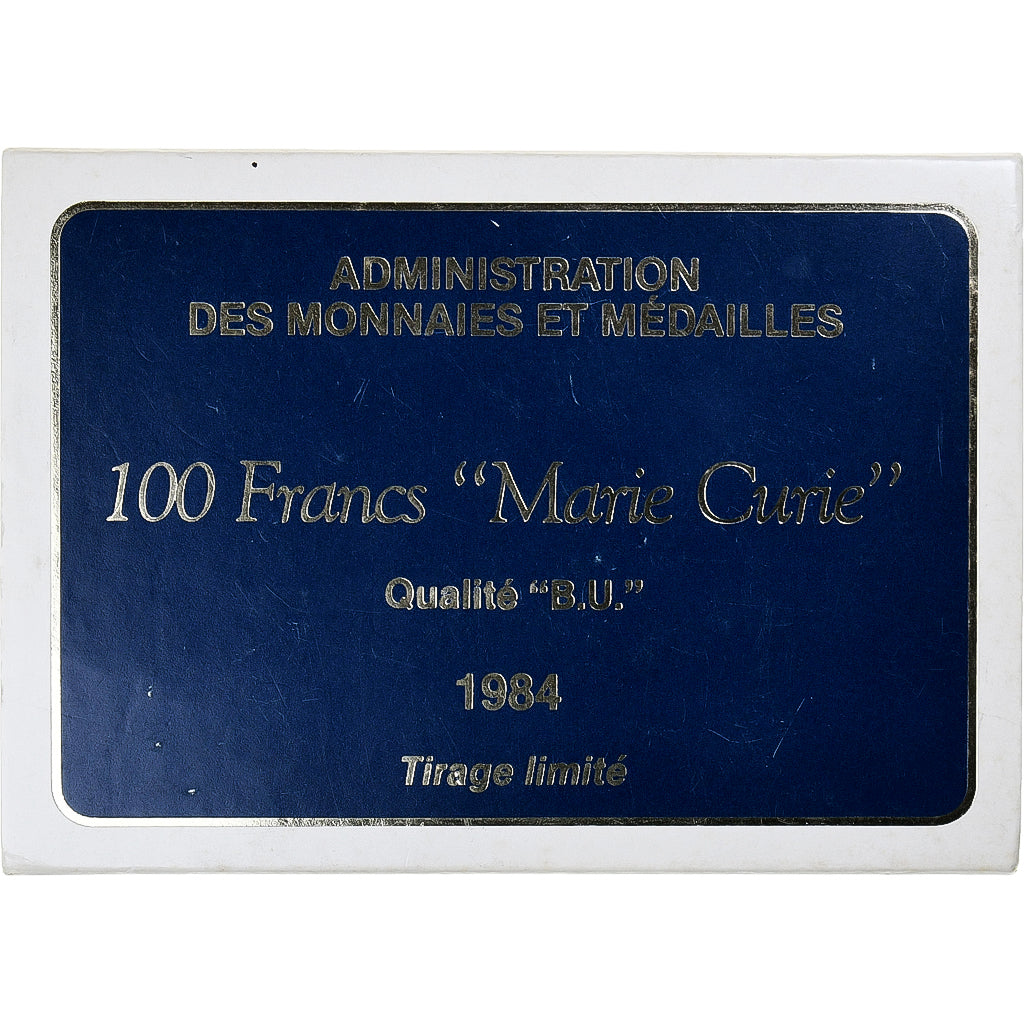 ADMINISTRATION
DES MONNAIES ET MÉDAILLES
100 Francs “Marie Curie”
Qualité “B.U.”
1984
Tirage limité